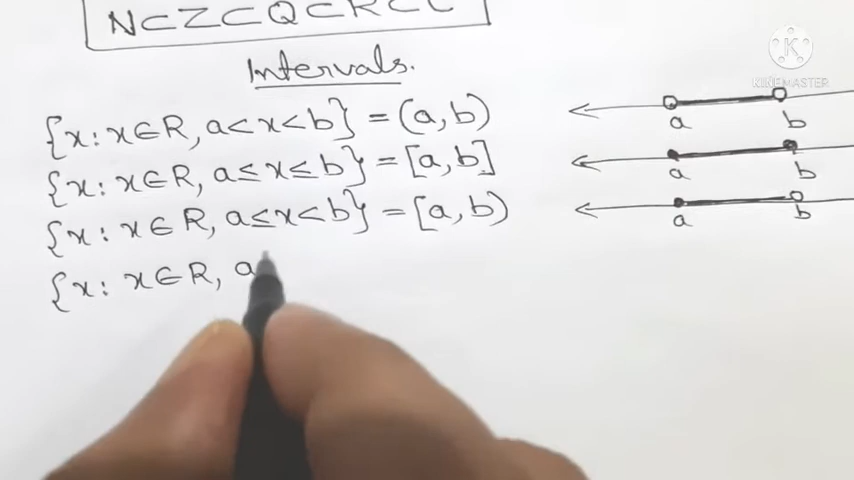 N⊂Z⊂Q⊂R⊂C
Intervals.
{x: x∈R, a<x<b} = (a, b)
a b
{x: x∈R, a≤x≤b} = [a, b]
a b
{x: x∈R, a≤x<b} = [a, b)
a b
{x: x∈R, a
K
KINEMASTER